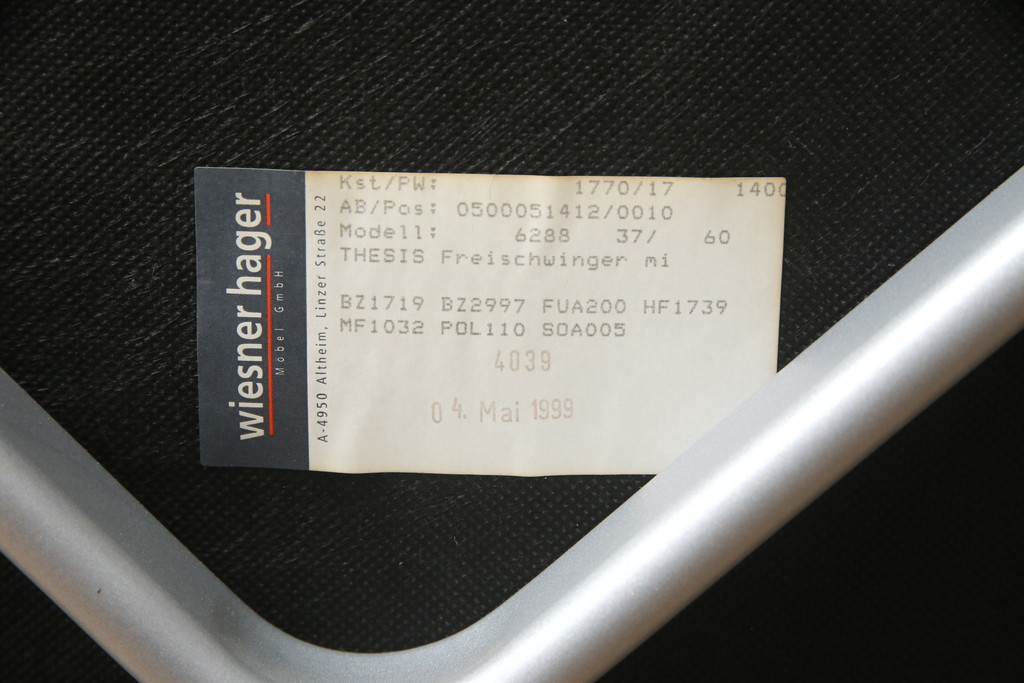 wiesner hager
Möbel GmbH
A-4950 Altheim, Linzer Straße 22
Kst/PW: 1770/17 1400
AB/Pos: 0500051412/0010
Modell: 6288 37/ 60
THESIS Freischwinger mi
BZ1719 BZ2997 FUA200 HF1739
MF1032 POL110 SOA005
4039
04. Mai 1999